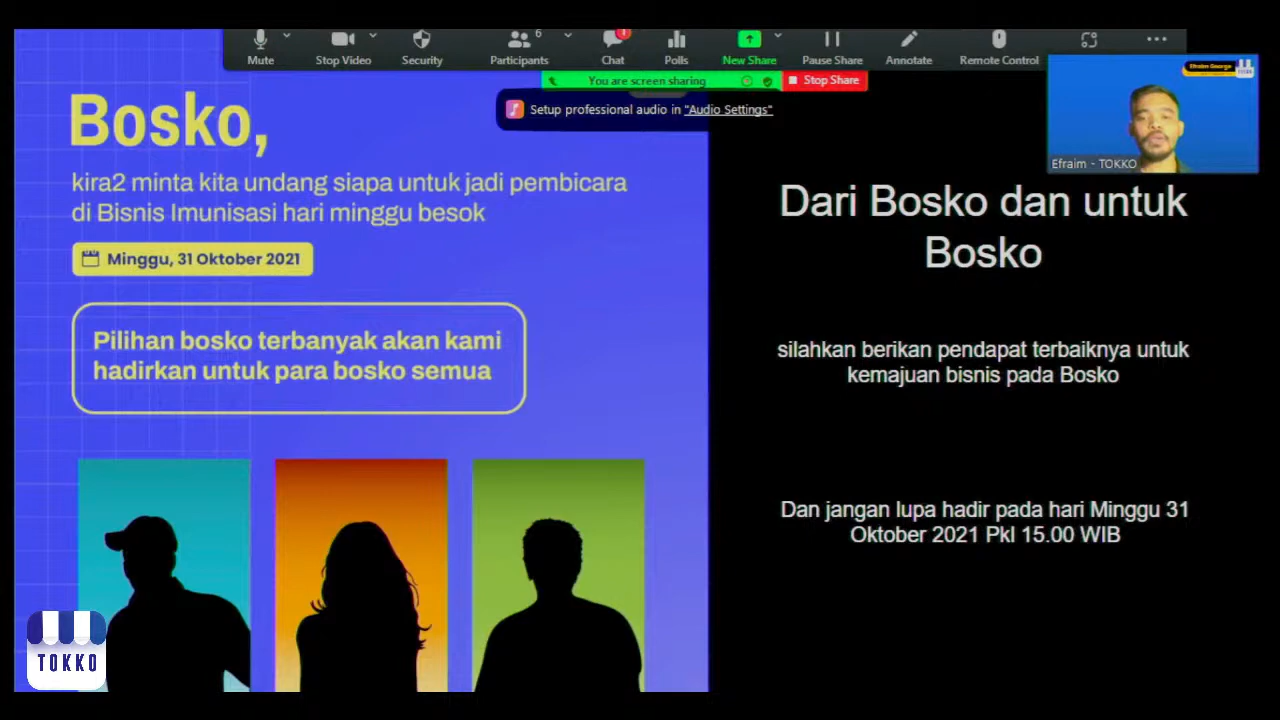 6
1
Mute
Stop Video
Security
Participants
Chat
Polls
New Share
Pause Share
Annotate
Remote Control
You are screen sharing
Stop Share
Setup professional audio in "Audio Settings"
Efraim George
TOKKO
Efraim - TOKKO
Bosko,
kira2 minta kita undang siapa untuk jadi pembicara
di Bisnis Imunisasi hari minggu besok
Minggu, 31 Oktober 2021
Pilihan bosko terbanyak akan kami
hadirkan untuk para bosko semua
TOKKO
Dari Bosko dan untuk
Bosko
silahkan berikan pendapat terbaiknya untuk
kemajuan bisnis pada Bosko
Dan jangan lupa hadir pada hari Minggu 31
Oktober 2021 Pkl 15.00 WIB